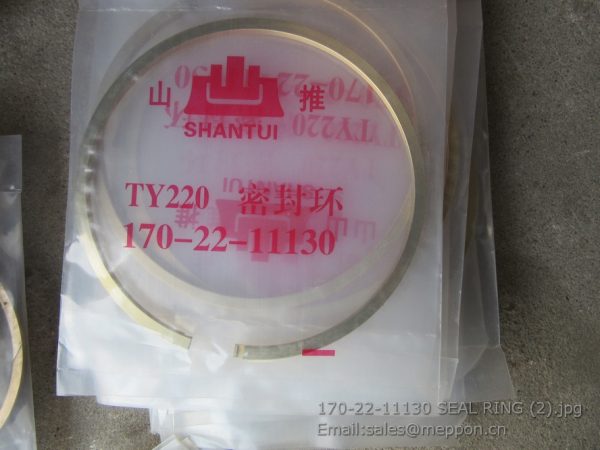 山 推
SHANTUI
TY220 密封环
170-22-11130
170-22-11130 SEAL RING (2).jpg
Email:sales@meppon.cn